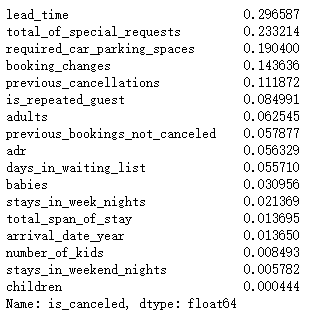 lead_time 0.296587
total_of_special_requests 0.233214
required_car_parking_spaces 0.190400
booking_changes 0.143636
previous_cancellations 0.111872
is_repeated_guest 0.084991
adults 0.062545
previous_bookings_not_canceled 0.057877
adr 0.056329
days_in_waiting_list 0.055710
babies 0.030956
stays_in_week_nights 0.021369
total_span_of_stay 0.013695
arrival_date_year 0.013650
number_of_kids 0.008493
stays_in_weekend_nights 0.005782
children 0.000444
Name: is_canceled, dtype: float64